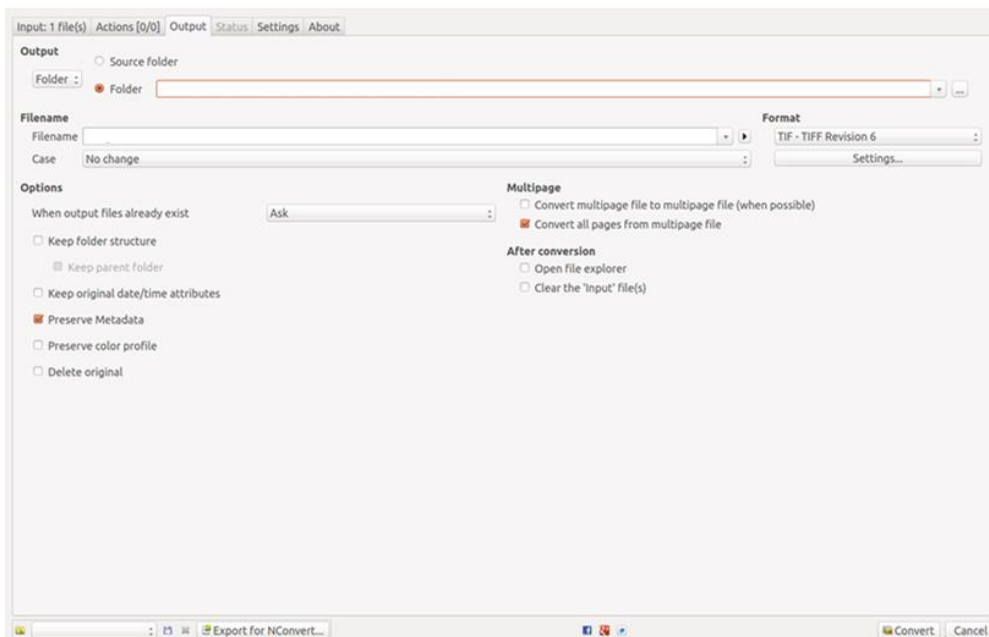 Input: 1 file(s) Actions [0/0] Output Status Settings About
Output
Source folder
Folder
Folder
...
Filename
Format
Filename
TIF - TIFF Revision 6
Case No change
Settings...
Options
Multipage
Convert multipage file to multipage file (when possible)
When output files already exist Ask
Convert all pages from multipage file
Keep folder structure
After conversion
Keep parent folder
Open file explorer
Keep original date/time attributes
Clear the 'Input' file(s)
Preserve Metadata
Preserve color profile
Delete original
Export for NConvert...
Convert Cancel